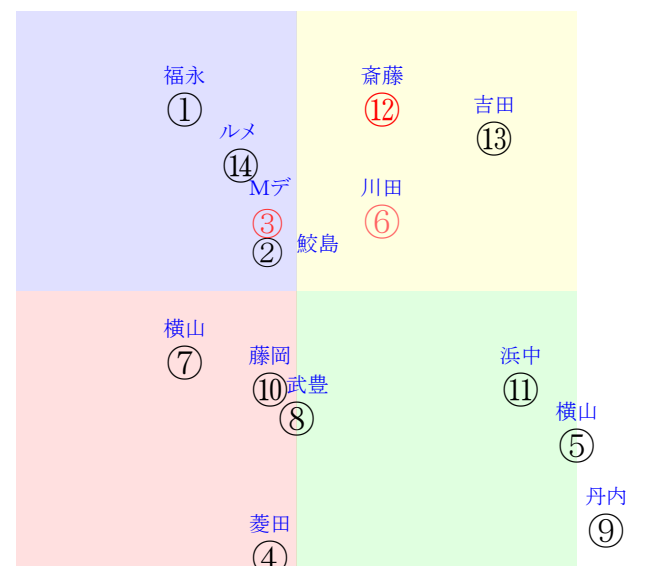 福永
①
斎藤
⑫
吉田
⑬
ルメ
⑭
Mデ
③
川田
⑥
②
鮫島
横山
⑦
藤岡
⑩
武豊
⑧
浜中
⑪
横山
⑤
丹内
⑨
菱田
④